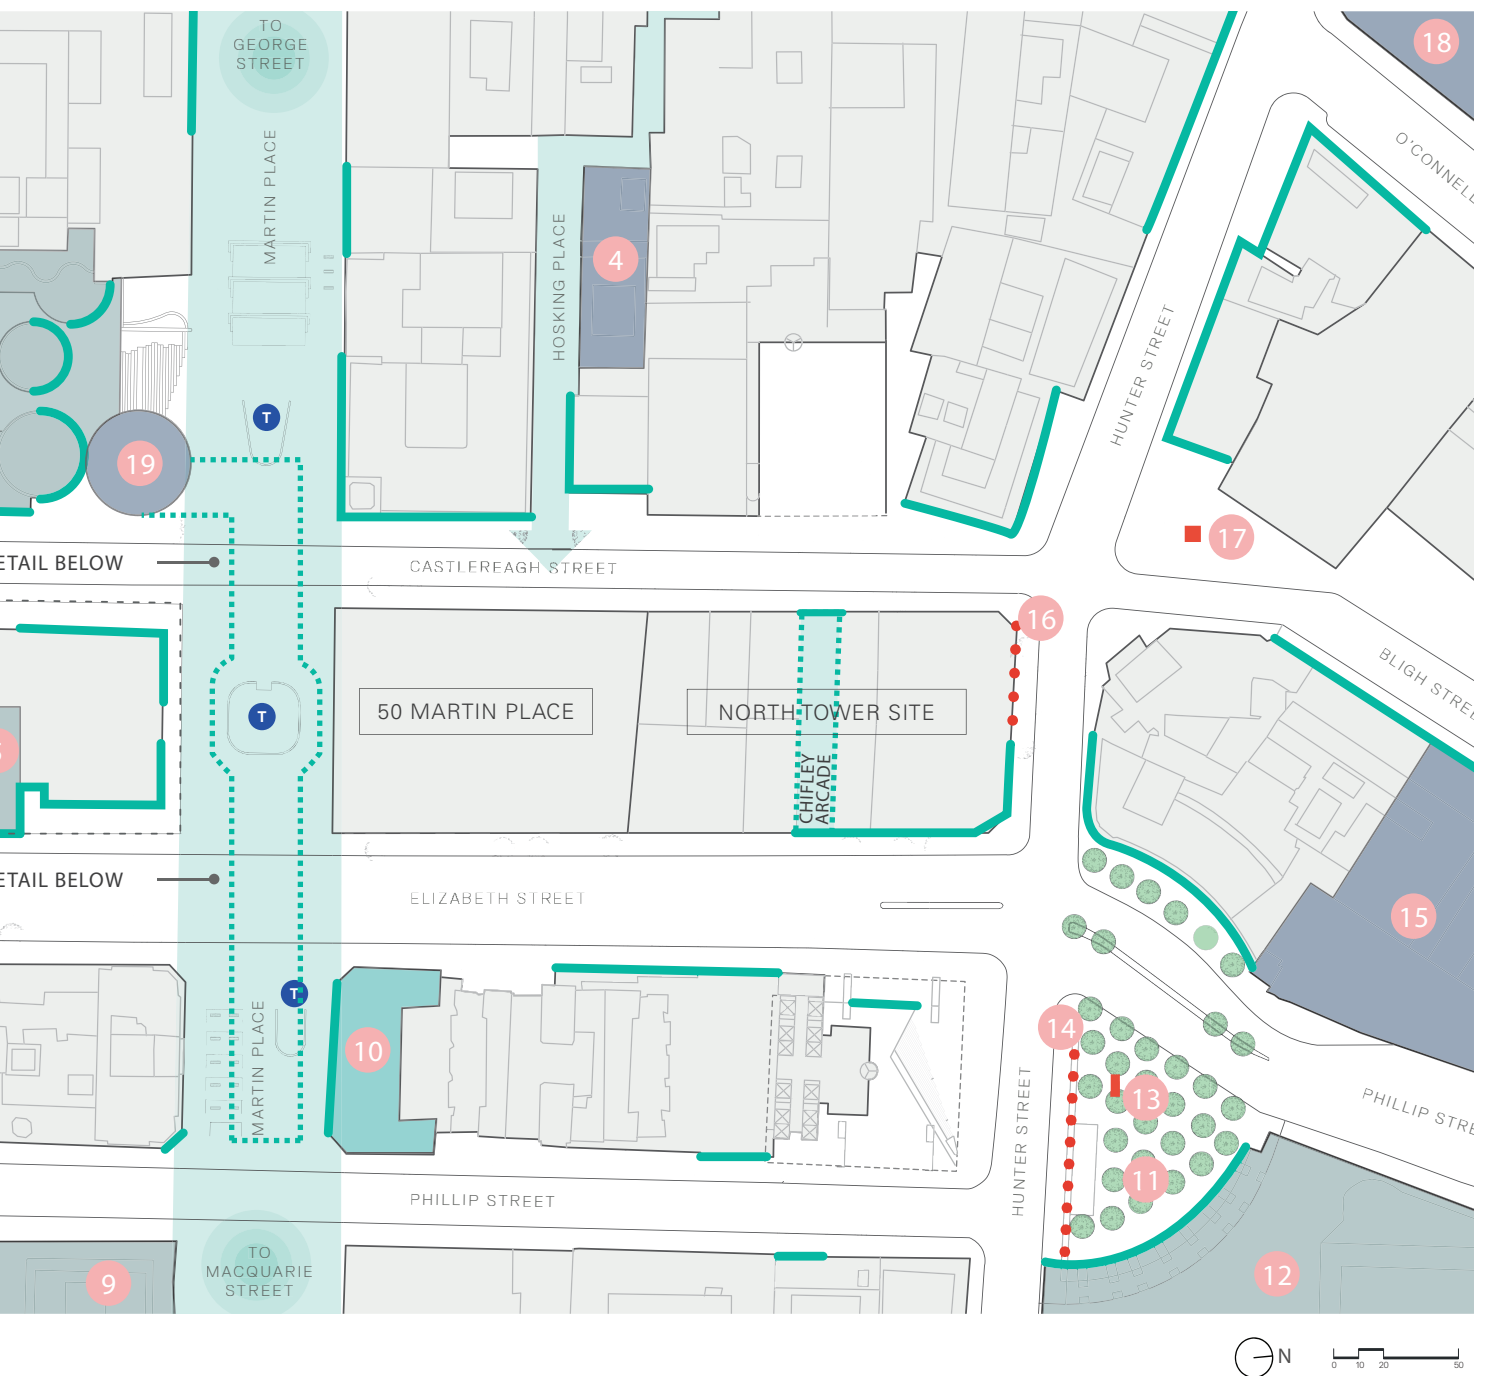 TO
GEORGE
STREET
18
MARTIN PLACE
O'CONNELL
HOSKING PLACE
4
HUNTER STREET
T
19
17
ETAIL BELOW
CASTLEREAGH STREET
16
BLIGH STREE
50 MARTIN PLACE
NORTH TOWER SITE
T
CHIFLEY
ARCADE
ETAIL BELOW
ELIZABETH STREET
15
T
MARTIN PLACE
10
14
13
HUNTER STREET
PHILLIP STRE
11
PHILLIP STREET
TO
MACQUARIE
STREET
9
12
N
0 10 20 50